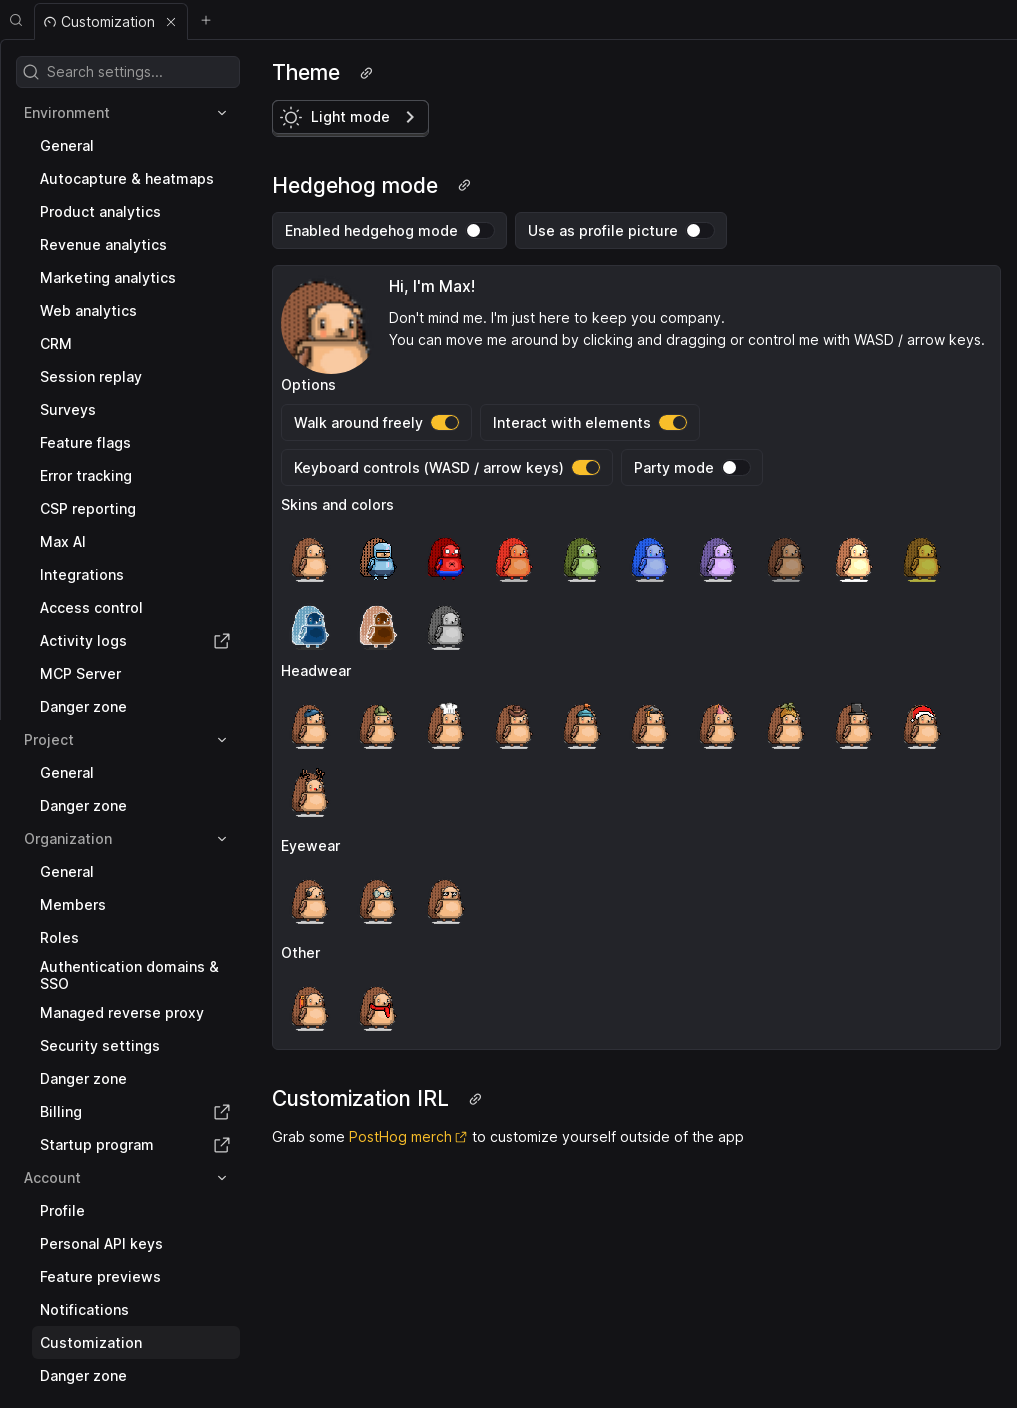 Customization
Search settings...
Environment
General
Autocapture & heatmaps
Product analytics
Revenue analytics
Marketing analytics
Web analytics
CRM
Session replay
Surveys
Feature flags
Error tracking
CSP reporting
Max AI
Integrations
Access control
Activity logs
MCP Server
Danger zone
Project
General
Danger zone
Organization
General
Members
Roles
Authentication domains &
SSO
Managed reverse proxy
Security settings
Danger zone
Billing
Startup program
Account
Profile
Personal API keys
Feature previews
Notifications
Customization
Danger zone
Theme
Light mode
Hedgehog mode
Enabled hedgehog mode
Use as profile picture
Hi, I'm Max!
Don't mind me. I'm just here to keep you company.
You can move me around by clicking and dragging or control me with WASD / arrow keys.
Options
Walk around freely
Interact with elements
Keyboard controls (WASD / arrow keys)
Party mode
Skins and colors
Headwear
Eyewear
Other
Customization IRL
Grab some PostHog merch to customize yourself outside of the app